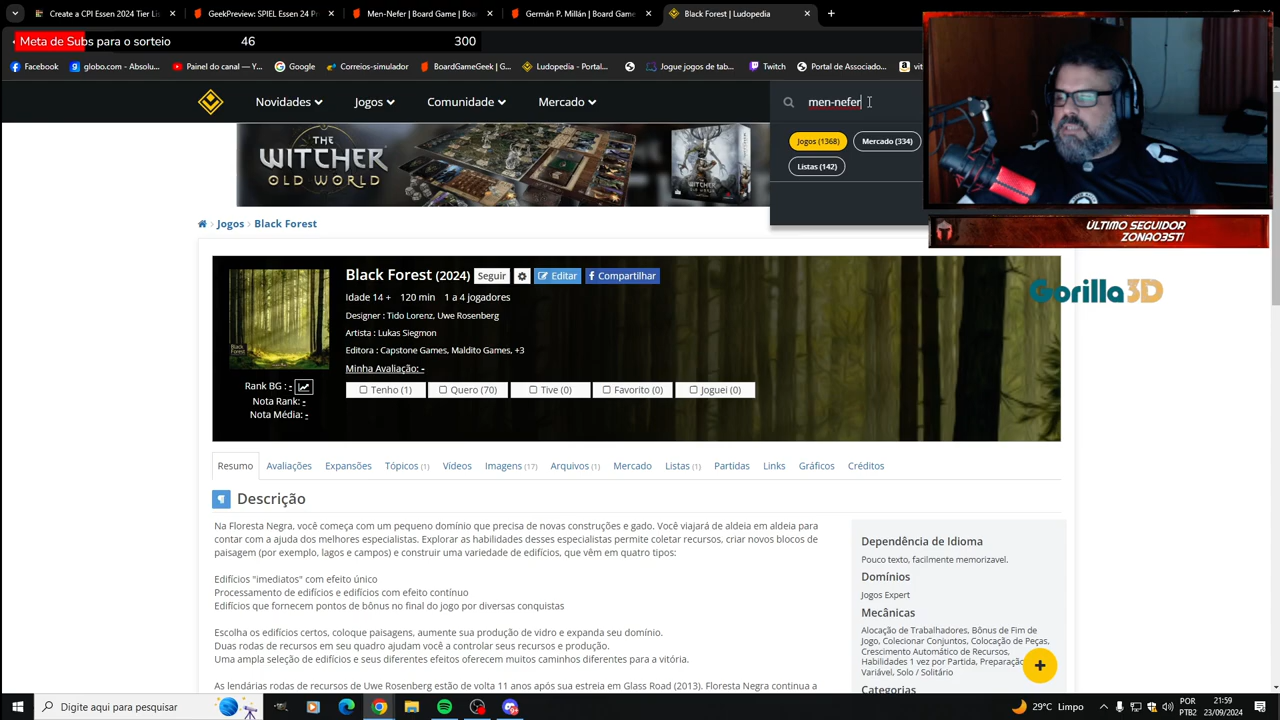 Essen 2024 Tier Lis
GeekPreview: SPIEL Essen 24 Pr
Men-Nefer | Board Game | Boa
Germán P. Millán | Board Game
Black Forest | Ludopedia
Meta de Subs para o sorteio 46 300
Facebook
globo.com - Absolu...
Painel do canal — Y...
Google
Correios-simulador
BoardGameGeek | G...
Ludopedia - Portal...
Jogue jogos de tab...
Twitch
Portal de Associado...
Novidades
Jogos
Comunidade
Mercado
men-nefer
Jogos (1368)
Mercado (334)
Listas (142)
THE
WITCHER
OLD WORLD
ÚLTIMO SEGUIDOR
ZONAO3ST!
Jogos
Black Forest
Gorilla3D
Black Forest (2024)
Seguir
Editar
Compartilhar
Idade 14 + 120 min 1 a 4 jogadores
Designer : Tido Lorenz, Uwe Rosenberg
Artista : Lukas Siegmon
Editora : Capstone Games, Maldito Games, +3
Minha Avaliação: -
Black
Forest
Rank BG : -
Nota Rank: -
Nota Média: -
Tenho (1)
Quero (70)
Tive (0)
Favorito (0)
Joguei (0)
Resumo
Avaliações
Expansões
Tópicos (1)
Vídeos
Imagens (17)
Arquivos (1)
Mercado
Listas (1)
Partidas
Links
Gráficos
Créditos
Descrição
Na Floresta Negra, você começa com um pequeno domínio que precisa de novas construções e gado. Você viajará de aldeia em aldeia para
contar com a ajuda dos melhores especialistas. Explorar as habilidades desses especialistas permite coletar recursos, criar novos blocos de
paisagem (por exemplo, lagos e campos) e construir uma variedade de edifícios, que vêm em quatro tipos:
Edifícios "imediatos" com efeito único
Processamento de edifícios e edifícios com efeito contínuo
Edifícios que fornecem pontos de bônus no final do jogo por diversas conquistas
Escolha os edifícios certos, coloque paisagens, aumente sua produção de vidro e expanda seu domínio.
Duas rodas de recursos em seu quadro ajudam você a controlar seus recursos e produção.
Uma ampla seleção de edifícios e seus diferentes efeitos oferecem muitos caminhos diferentes para a vitória.
As lendárias rodas de recursos de Uwe Rosenberg estão de volta 11 anos após sua estreia em Glass Road (2013). Floresta Negra continua a
Dependência de Idioma
Pouco texto, facilmente memorizavel.
Domínios
Jogos Expert
Mecânicas
Alocação de Trabalhadores, Bônus de Fim de
Jogo, Colecionar Conjuntos, Colocação de Peças,
Crescimento Automático de Recursos,
Habilidades 1 vez por Partida, Preparação
Variável, Solo / Solitário
Categorias
Digite aqui para pesquisar
29°C Limpo
POR
PTB2
21:59
23/09/2024